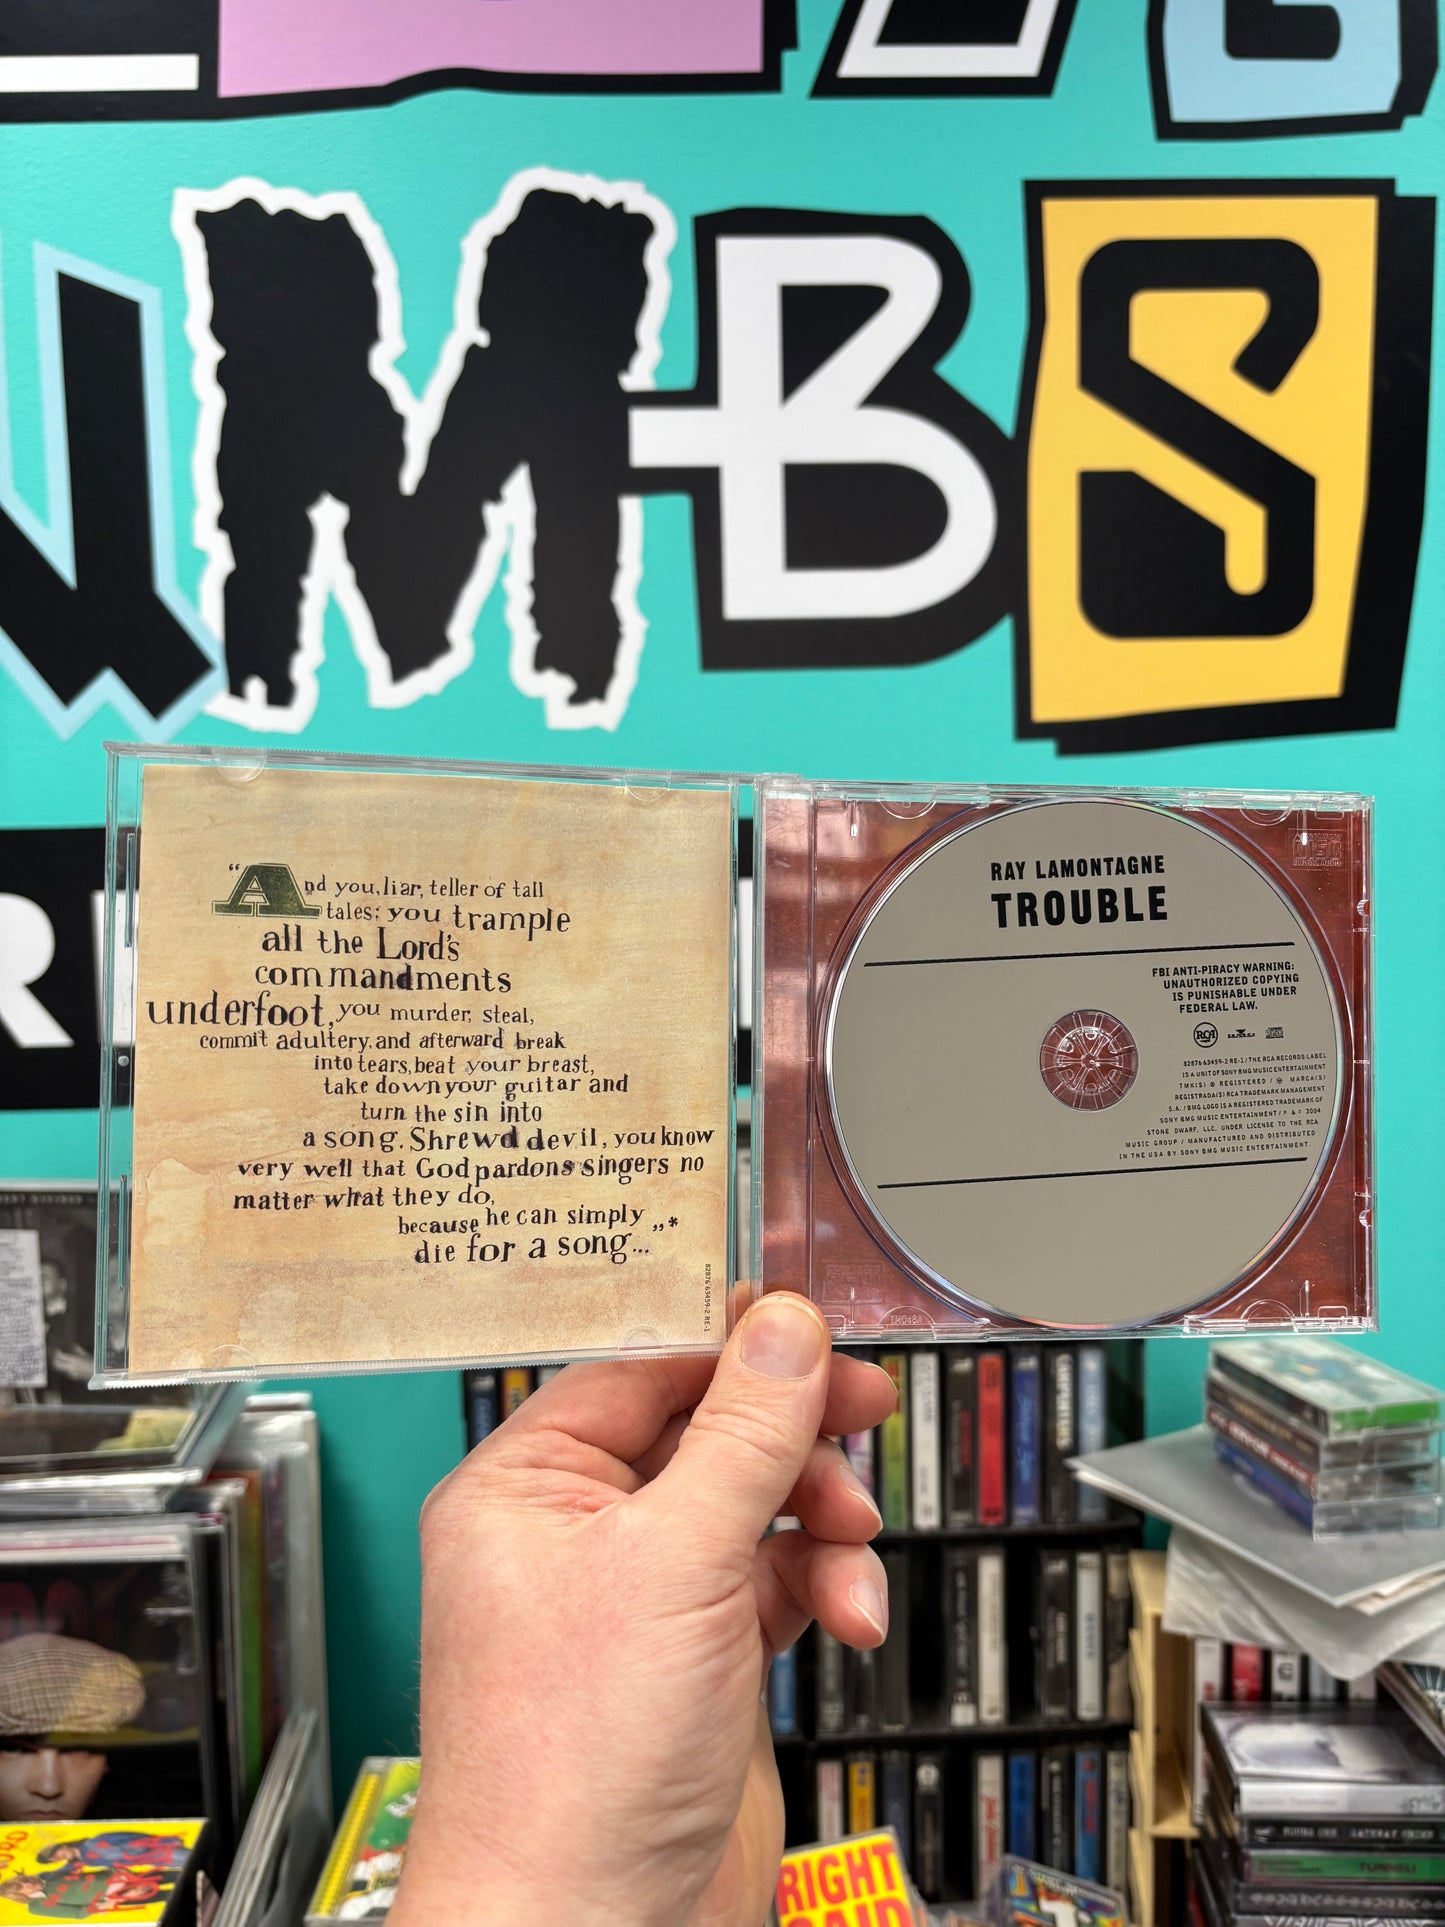 MBS
"And you, liar, teller of tall
tales: you trample
all the Lord's
commandments
underfoot, you murder, steal,
commit adultery, and afterward break
into tears, beat your breast,
take down your guitar and
turn the sin into
a song. Shrewd devil, you know
very well that God pardons singers no
matter what they do,
because he can simply
die for a song... "*
82876 63459-2 RE-1
RAY LAMONTAGNE
TROUBLE
FBI ANTI-PIRACY WARNING:
UNAUTHORIZED COPYING
IS PUNISHABLE UNDER
FEDERAL LAW.
RCA
BMG
82876 63459-2 RE-1/THE RCA RECORDS LABEL
IS A UNIT OF SONY BMG MUSIC ENTERTAINMENT
TMK(S) ® REGISTERED / Ⓜ MARCA(S)
REGISTRADA(S) RCA TRADEMARK MANAGEMENT
S.A. / BMG LOGO IS A REGISTERED TRADEMARK OF
SONY BMG MUSIC ENTERTAINMENT / ℗ & © 2004
STONE DWARF, LLC, UNDER LICENSE TO THE RCA
MUSIC GROUP / MANUFACTURED AND DISTRIBUTED
IN THE USA BY SONY BMG MUSIC ENTERTAINMENT.
RIGHT
SAID